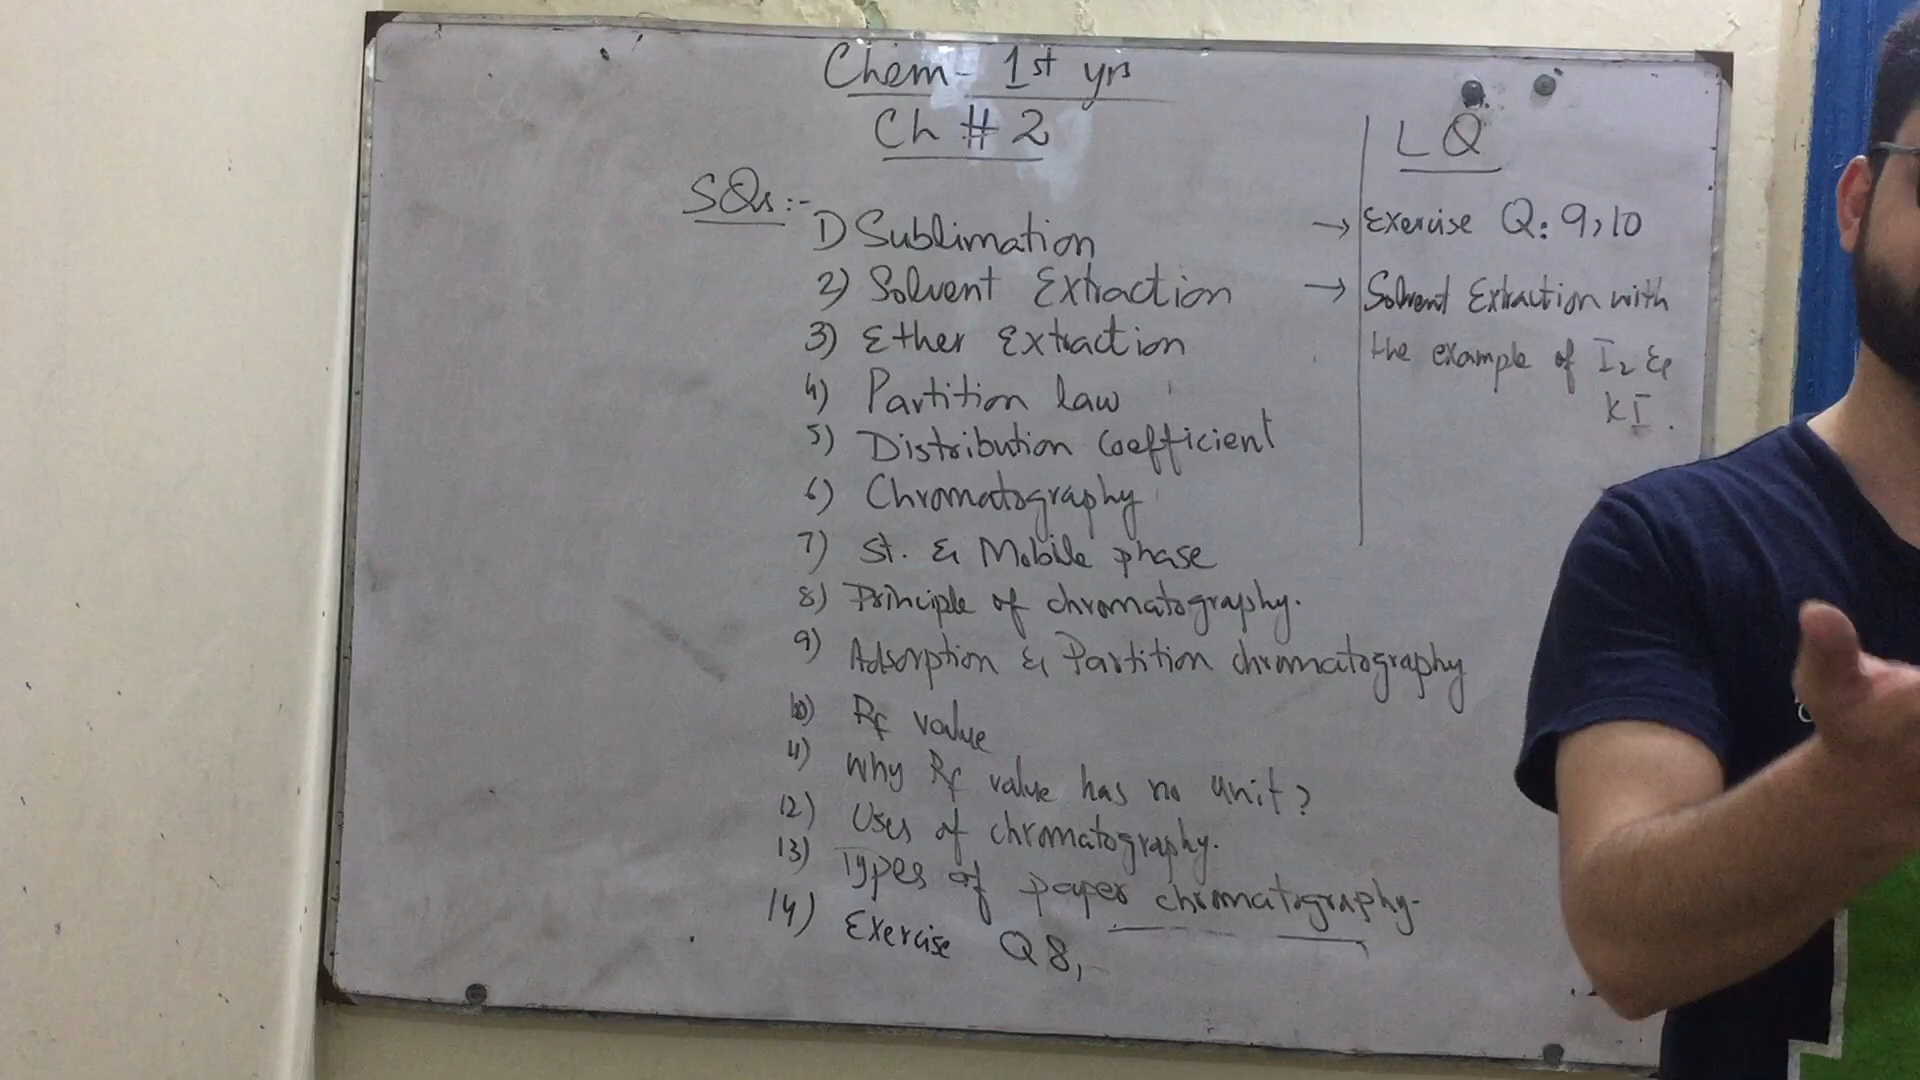 Chem - 1st yrs
Ch # 2
SQs :-
1) Sublimation
2) Solvent Extraction
3) Ether Extraction
4) Partition law
5) Distribution Coefficient
6) Chromatography
7) St. & Mobile phase
8) Principle of chromatography.
9) Adsorption & Partition chromatography
10) Rf value
11) Why Rf value has no unit?
12) Uses of chromatography.
13) Types of paper chromatography.
14) Exercise Q 8,
LQ
→ Exercise Q: 9, 10
→ Solvent Extraction with
the example of I2 &
KI.